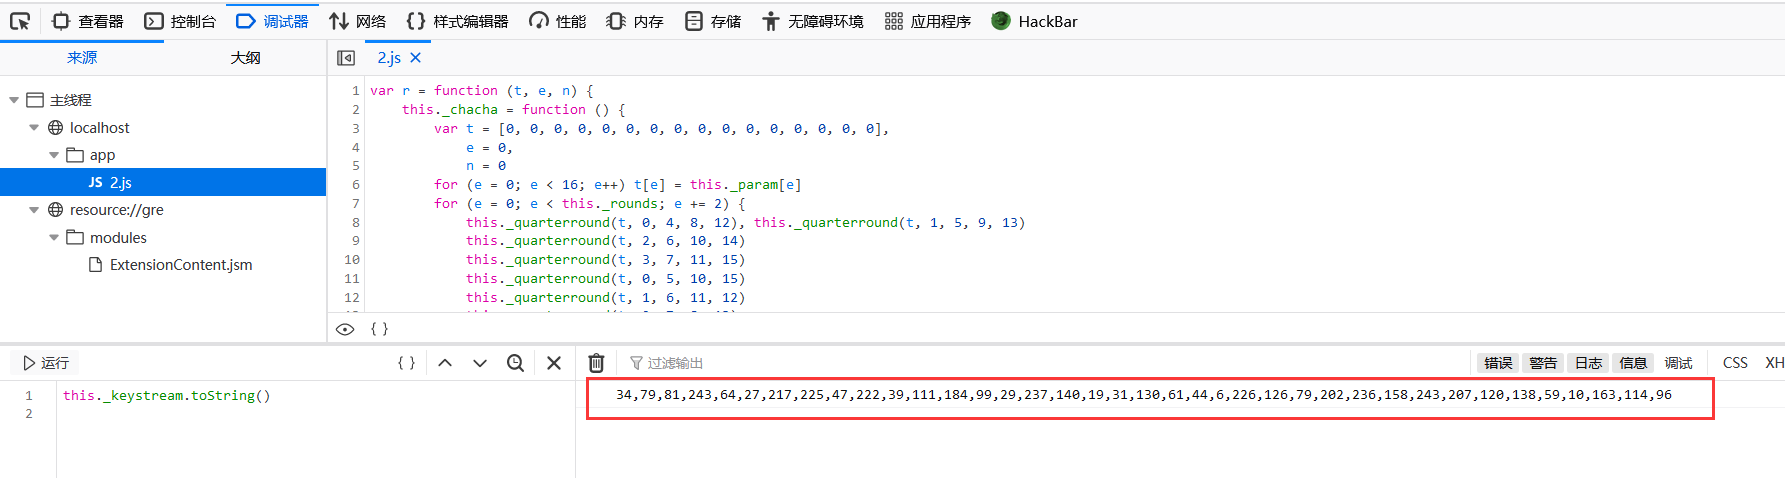 查看器 控制台 调试器 网络 {} 样式编辑器 性能 内存 存储 无障碍环境 应用程序 HackBar
来源 大纲
主线程
localhost
app
JS 2.js
resource://gre
modules
ExtensionContent.jsm
2.js ×
1 var r = function (t, e, n) {
2 this._chacha = function () {
3 var t = [0, 0, 0, 0, 0, 0, 0, 0, 0, 0, 0, 0, 0, 0, 0, 0],
4 e = 0,
5 n = 0
6 for (e = 0; e < 16; e++) t[e] = this._param[e]
7 for (e = 0; e < this._rounds; e += 2) {
8 this._quarterround(t, 0, 4, 8, 12), this._quarterround(t, 1, 5, 9, 13)
9 this._quarterround(t, 2, 6, 10, 14)
10 this._quarterround(t, 3, 7, 11, 15)
11 this._quarterround(t, 0, 5, 10, 15)
12 this._quarterround(t, 1, 6, 11, 12)
{ }
运行 { }
1 this._keystream.toString()
2
过滤输出 错误 警告 日志 信息 调试 CSS XH
34,79,81,243,64,27,217,225,47,222,39,111,184,99,29,237,140,19,31,130,61,44,6,226,126,79,202,236,158,243,207,120,138,59,10,163,114,96